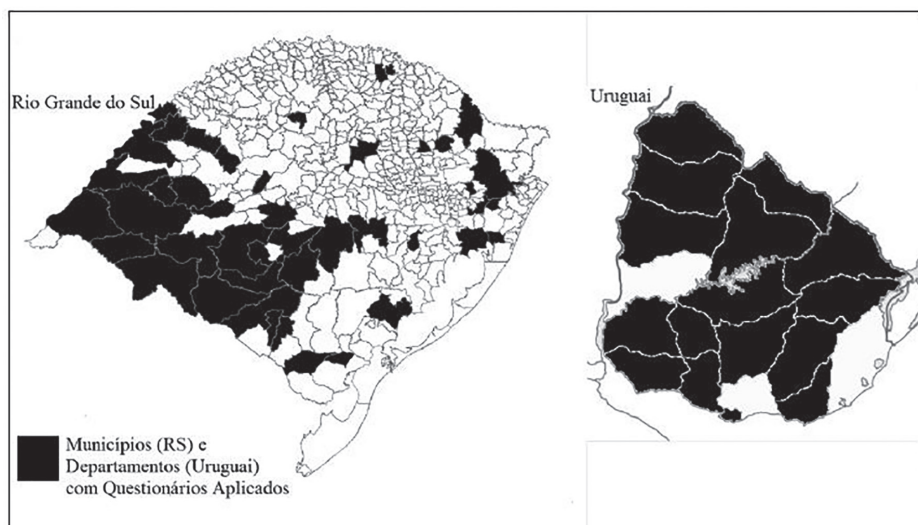 Rio Grande do Sul
Uruguai
Municípios (RS) e
Departamentos (Uruguai)
com Questionários Aplicados